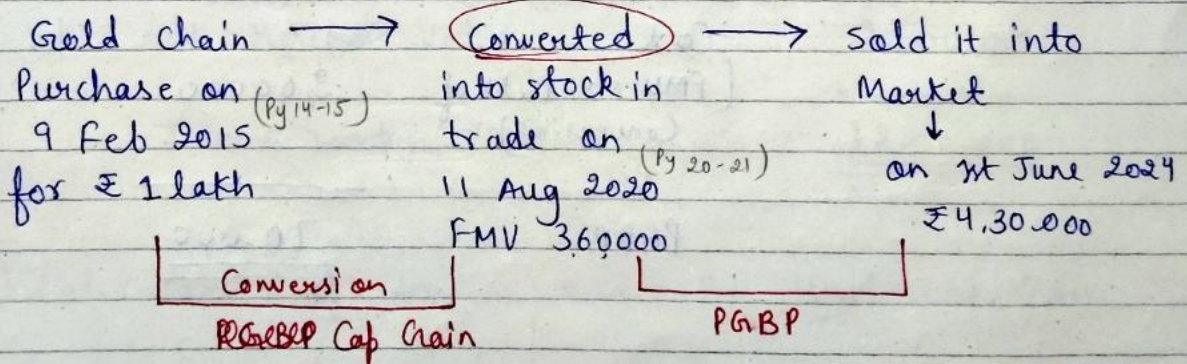 Gold Chain → Converted → Sold it into
Purchase on (Py 14-15) into stock in Market
9 Feb 2015 trade on (Py 20-21) ↓
for ₹ 1 lakh 11 Aug 2020 on 1st June 2024
FMV 360000 ₹4,30,000
Conversion
Cap Gain PGBP